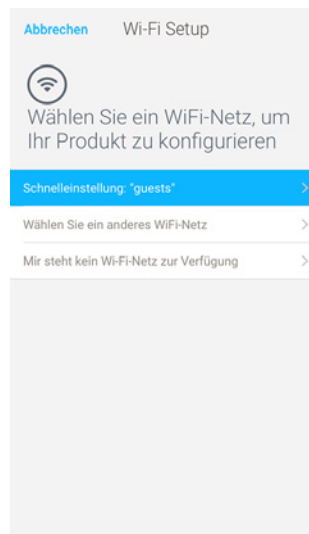 Abbrechen Wi-Fi Setup
Wählen Sie ein WiFi-Netz, um
Ihr Produkt zu konfigurieren
Schnelleinstellung: "guests"
Wählen Sie ein anderes WiFi-Netz
Mir steht kein Wi-Fi-Netz zur Verfügung